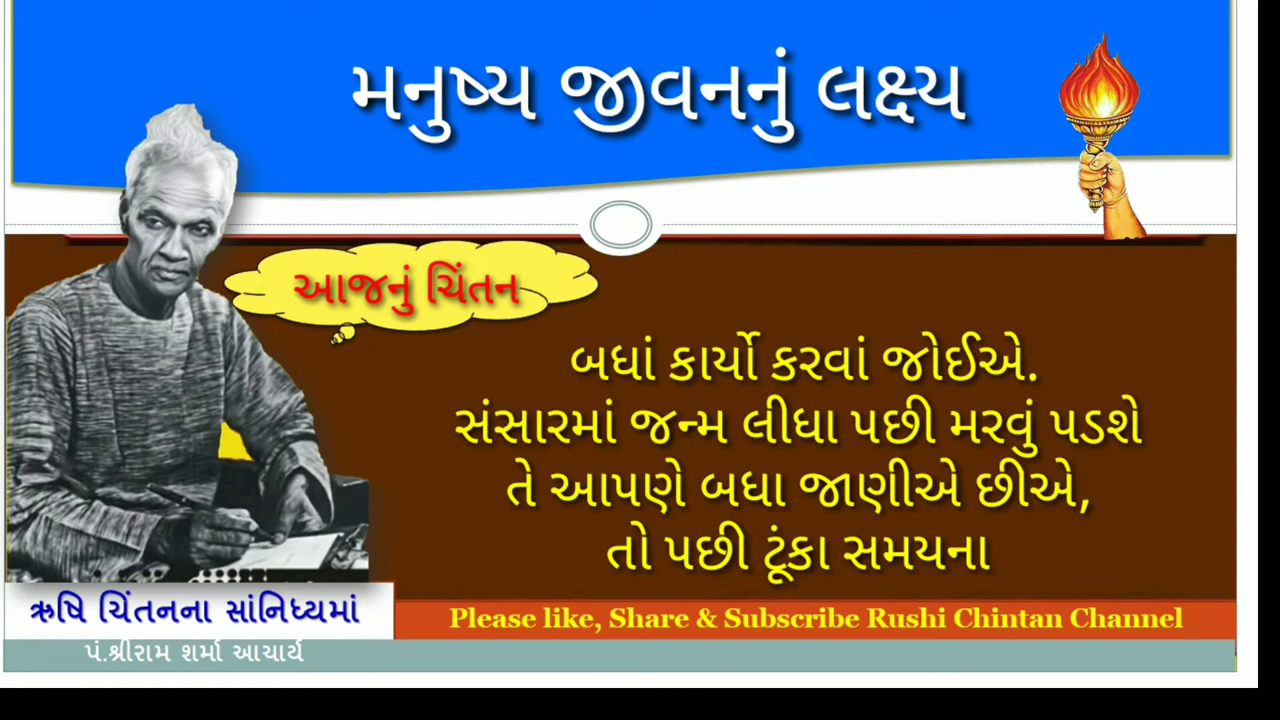 મનુષ્ય જીવનનું લક્ષ્ય
આજનું ચિંતન
બધાં કાર્યો કરવાં જોઈએ.
સંસારમાં જન્મ લીધા પછી મરવું પડશે
તે આપણે બધા જાણીએ છીએ,
તો પછી ટૂંકા સમયના
ઋષિ ચિંતનના સાંનિધ્યમાં
Please like, Share & Subscribe Rushi Chintan Channel
પં.શ્રીરામ શર્મા આચાર્ય